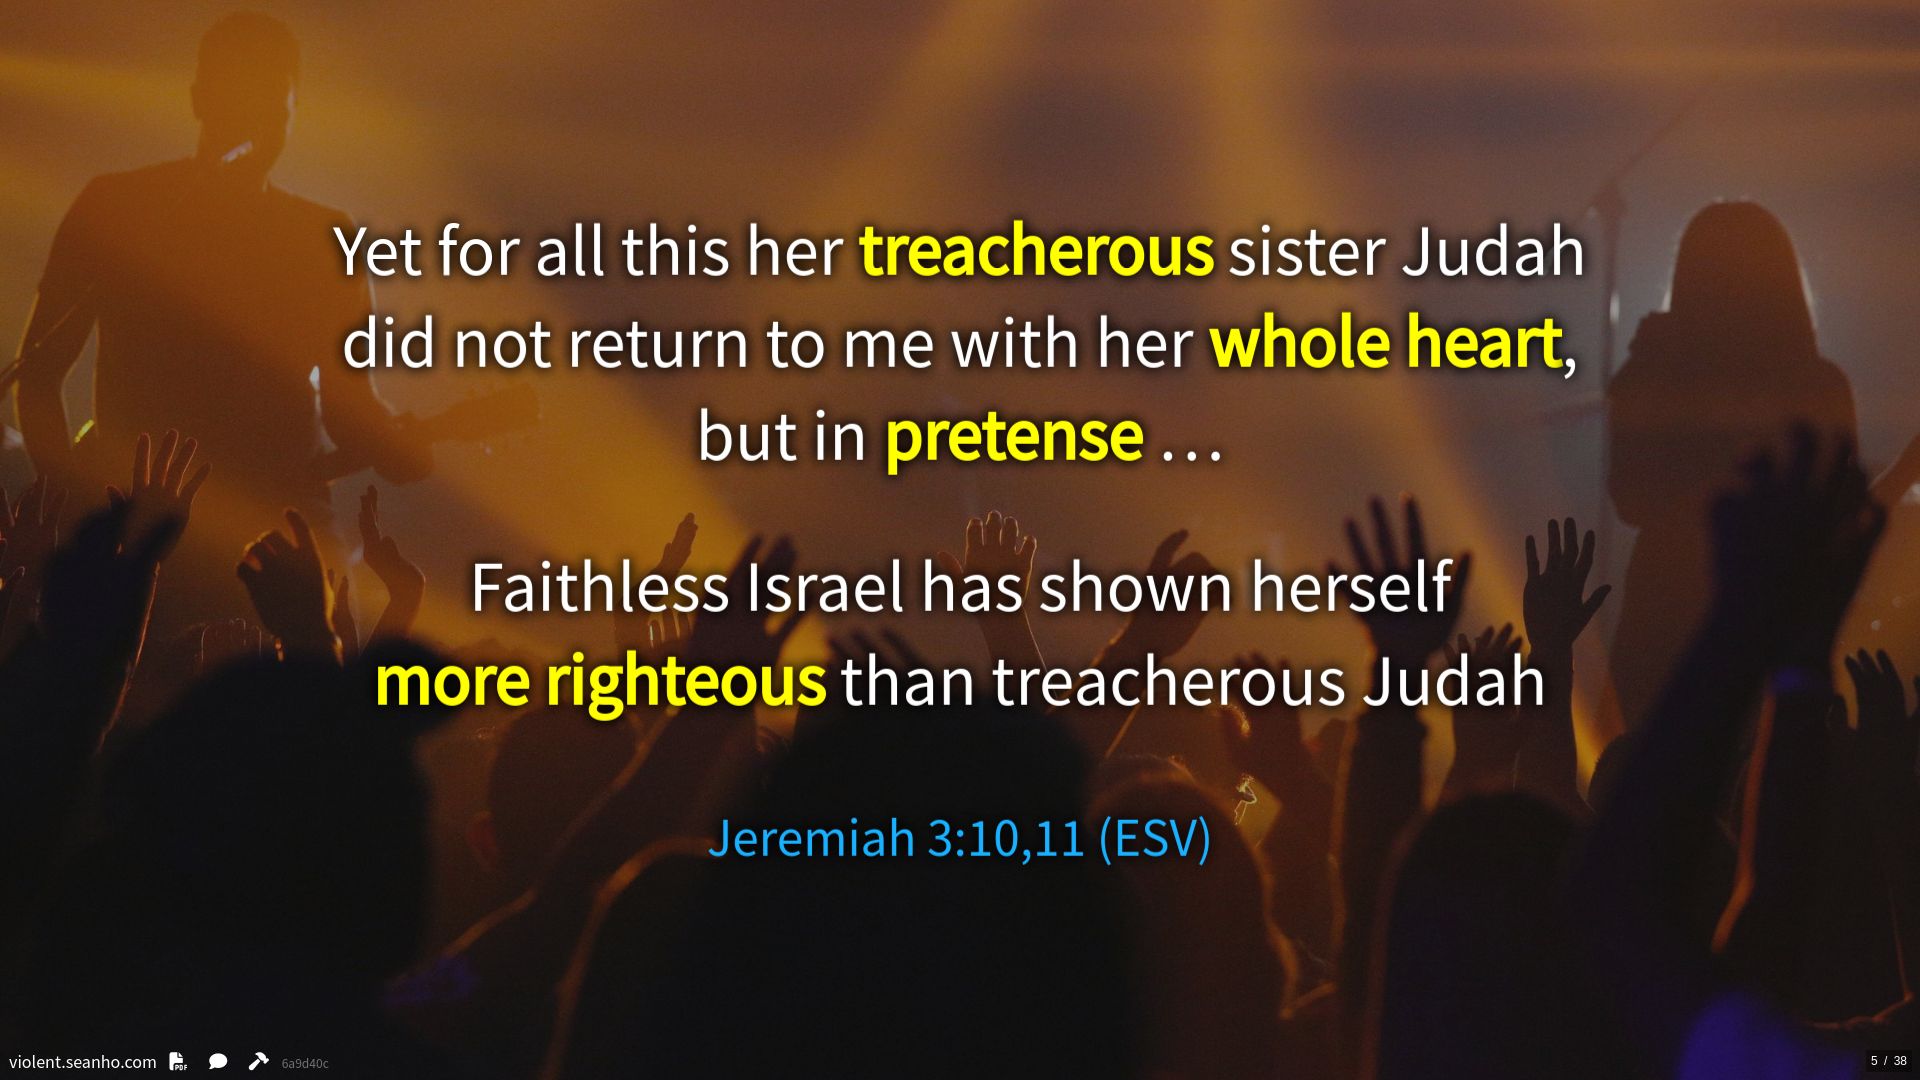 Yet for all this her treacherous sister Judah
did not return to me with her whole heart,
but in pretense …
Faithless Israel has shown herself
more righteous than treacherous Judah
Jeremiah 3:10,11 (ESV)
violent.seanho.com PDF 6a9d40c
5 / 38